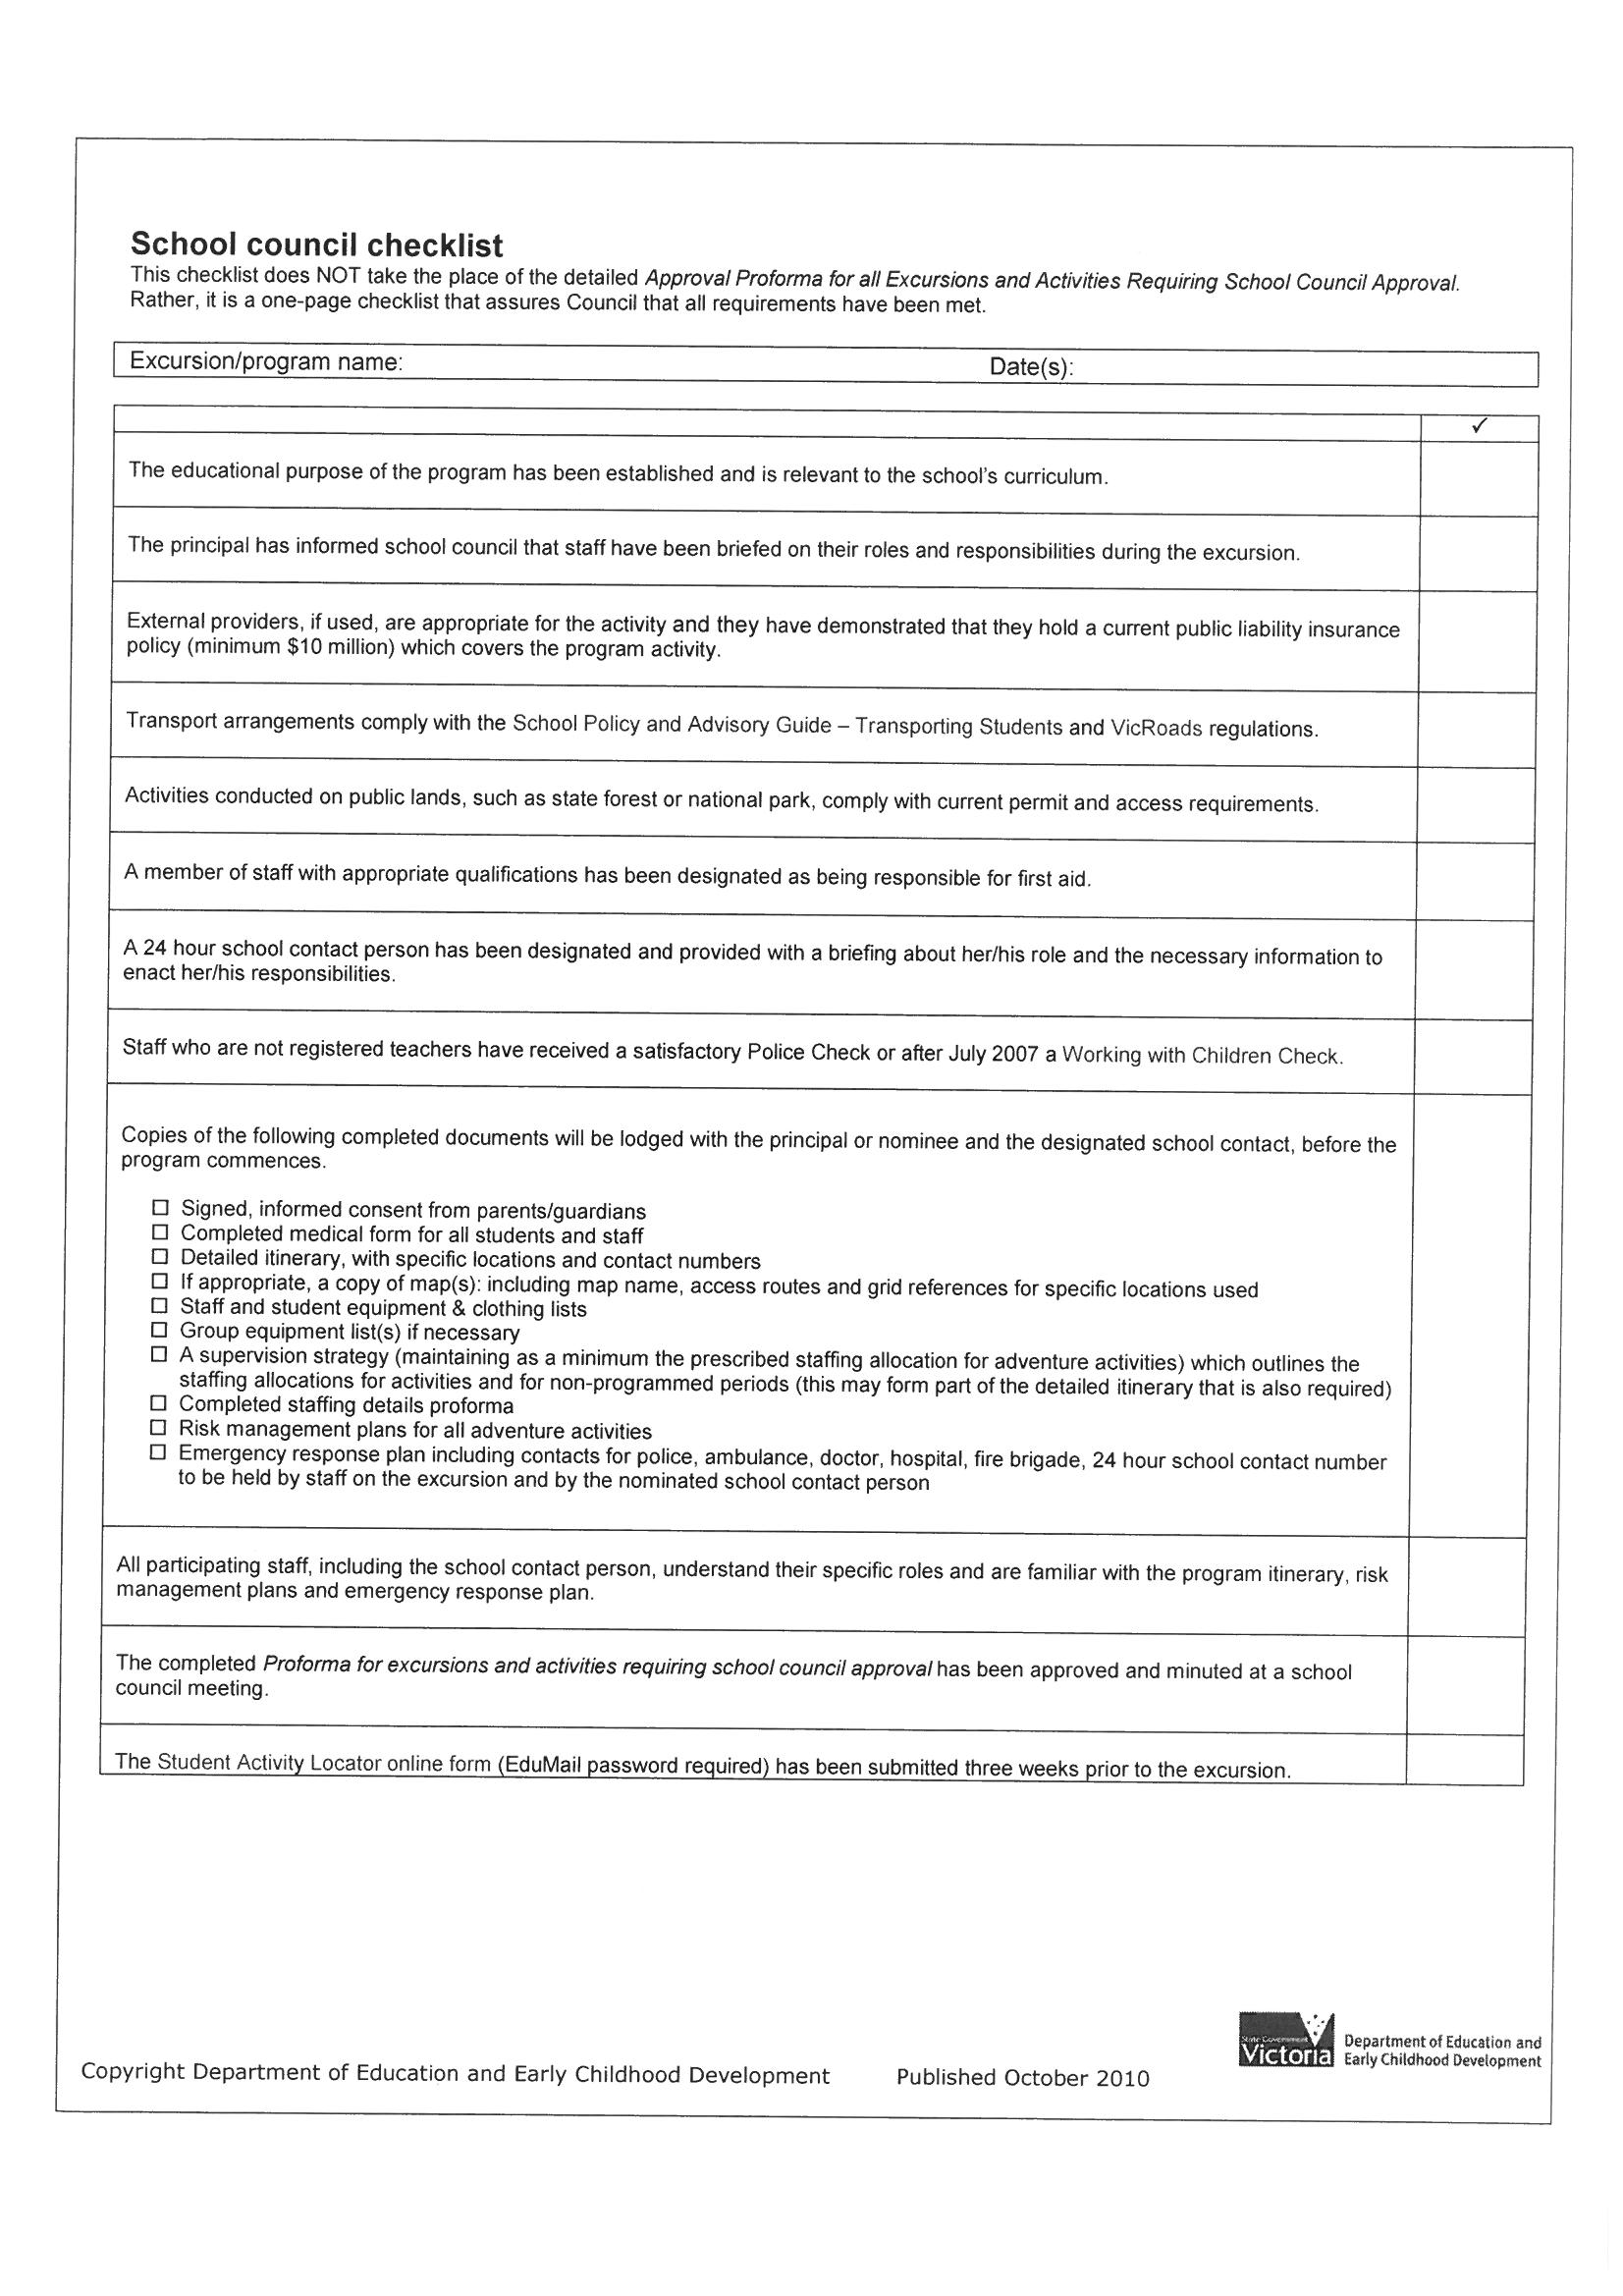 School council checklist
This checklist does NOT take the place of the detailed Approval Proforma for all Excursions and Activities Requiring School Council Approval.
Rather, it is a one-page checklist that assures Council that all requirements have been met.
Excursion/program name: Date(s):
✓
The educational purpose of the program has been established and is relevant to the school's curriculum.
The principal has informed school council that staff have been briefed on their roles and responsibilities during the excursion.
External providers, if used, are appropriate for the activity and they have demonstrated that they hold a current public liability insurance
policy (minimum $10 million) which covers the program activity.
Transport arrangements comply with the School Policy and Advisory Guide – Transporting Students and VicRoads regulations.
Activities conducted on public lands, such as state forest or national park, comply with current permit and access requirements.
A member of staff with appropriate qualifications has been designated as being responsible for first aid.
A 24 hour school contact person has been designated and provided with a briefing about her/his role and the necessary information to
enact her/his responsibilities.
Staff who are not registered teachers have received a satisfactory Police Check or after July 2007 a Working with Children Check.
Copies of the following completed documents will be lodged with the principal or nominee and the designated school contact, before the
program commences.
☐ Signed, informed consent from parents/guardians
☐ Completed medical form for all students and staff
☐ Detailed itinerary, with specific locations and contact numbers
☐ If appropriate, a copy of map(s): including map name, access routes and grid references for specific locations used
☐ Staff and student equipment & clothing lists
☐ Group equipment list(s) if necessary
☐ A supervision strategy (maintaining as a minimum the prescribed staffing allocation for adventure activities) which outlines the
staffing allocations for activities and for non-programmed periods (this may form part of the detailed itinerary that is also required)
☐ Completed staffing details proforma
☐ Risk management plans for all adventure activities
☐ Emergency response plan including contacts for police, ambulance, doctor, hospital, fire brigade, 24 hour school contact number
to be held by staff on the excursion and by the nominated school contact person
All participating staff, including the school contact person, understand their specific roles and are familiar with the program itinerary, risk
management plans and emergency response plan.
The completed Proforma for excursions and activities requiring school council approval has been approved and minuted at a school
council meeting.
The Student Activity Locator online form (EduMail password required) has been submitted three weeks prior to the excursion.
State Government
Victoria
Department of Education and
Early Childhood Development
Copyright Department of Education and Early Childhood Development Published October 2010